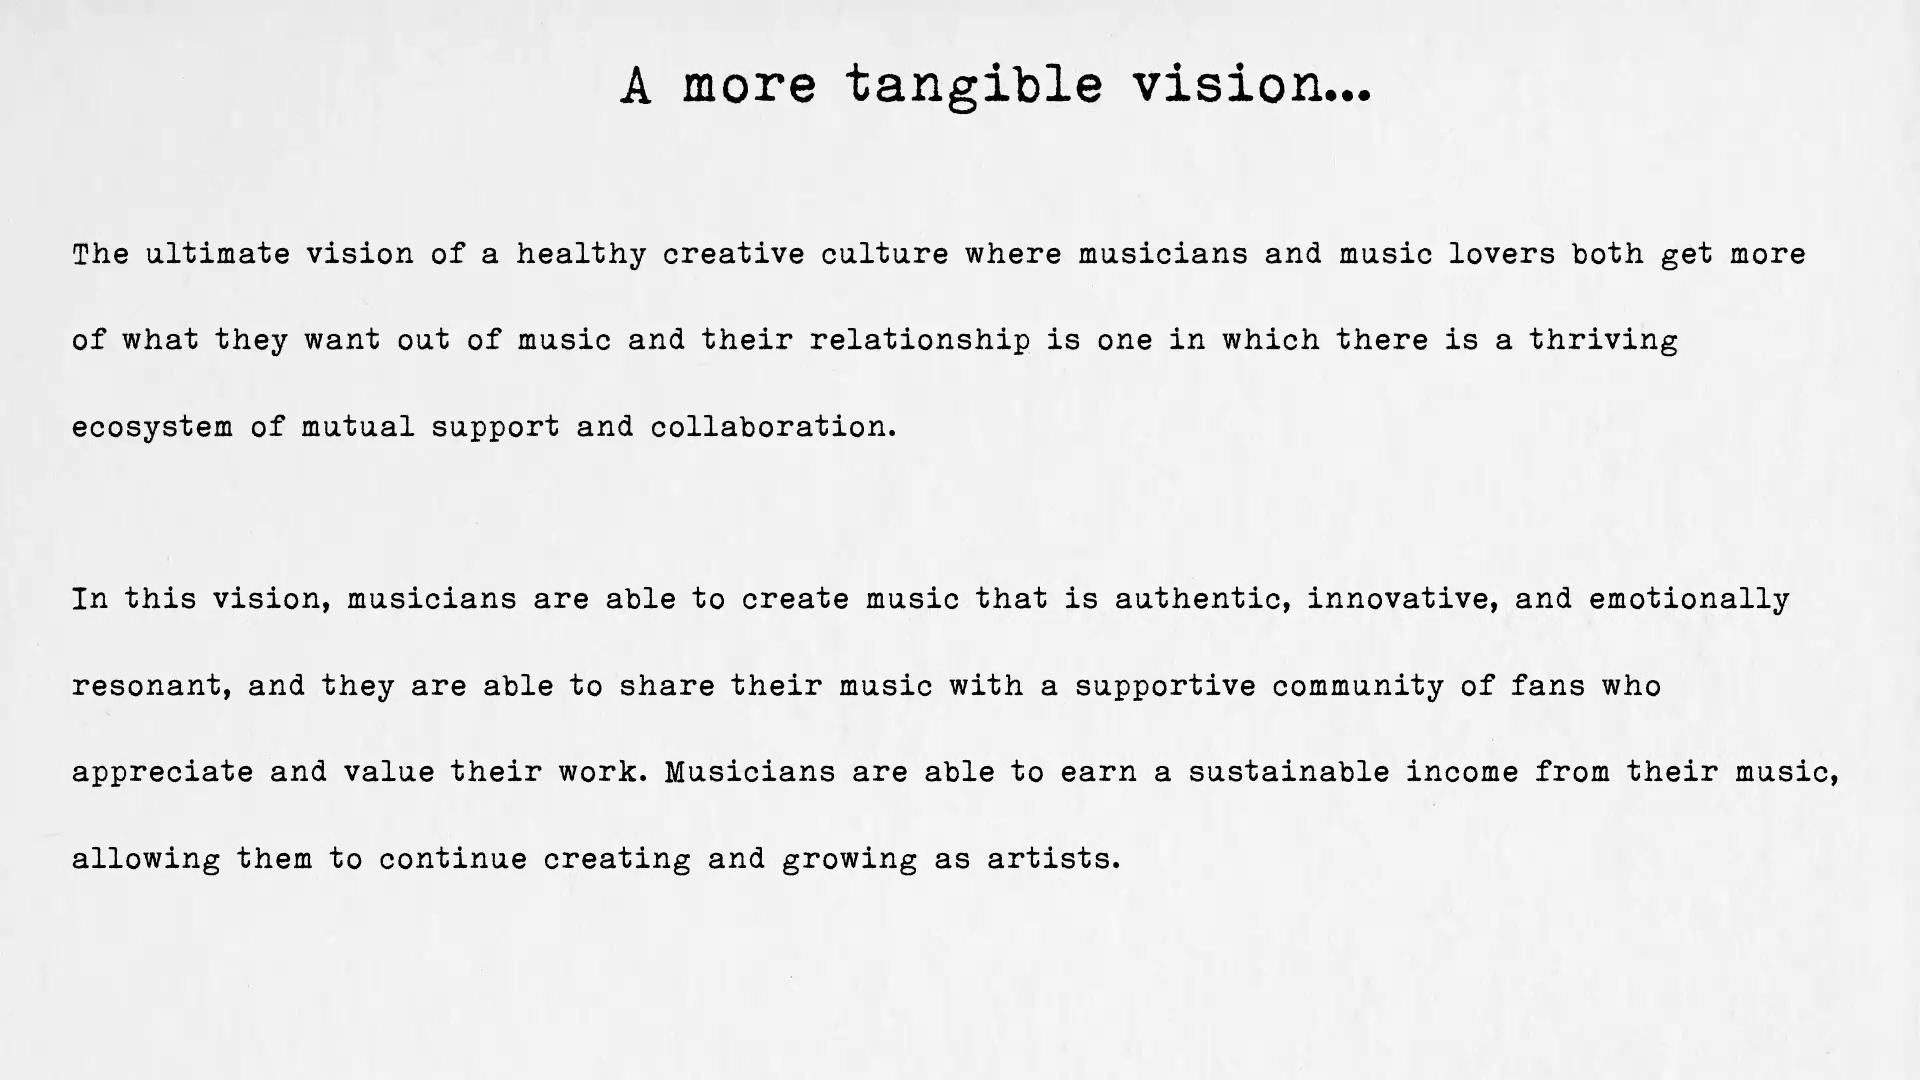 A more tangible vision...
The ultimate vision of a healthy creative culture where musicians and music lovers both get more
of what they want out of music and their relationship is one in which there is a thriving
ecosystem of mutual support and collaboration.
In this vision, musicians are able to create music that is authentic, innovative, and emotionally
resonant, and they are able to share their music with a supportive community of fans who
appreciate and value their work. Musicians are able to earn a sustainable income from their music,
allowing them to continue creating and growing as artists.